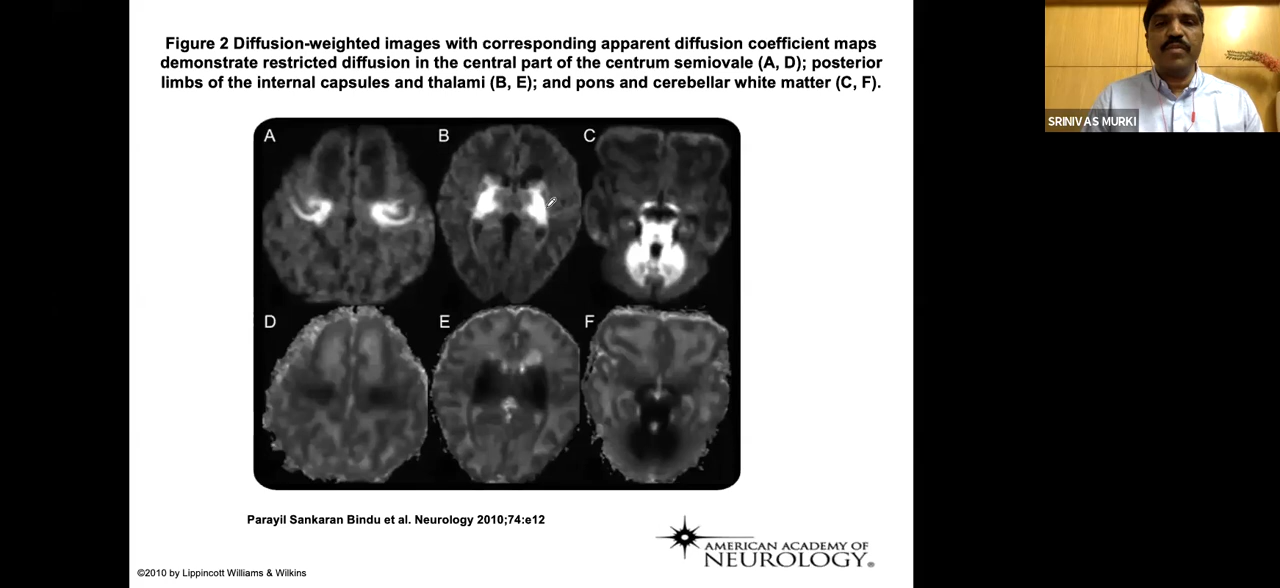 Figure 2 Diffusion-weighted images with corresponding apparent diffusion coefficient maps
demonstrate restricted diffusion in the central part of the centrum semiovale (A, D); posterior
limbs of the internal capsules and thalami (B, E); and pons and cerebellar white matter (C, F).
SRINIVAS MURKI
A
B
C
D
E
F
Parayil Sankaran Bindu et al. Neurology 2010;74:e12
AMERICAN ACADEMY OF
NEUROLOGY®
©2010 by Lippincott Williams & Wilkins